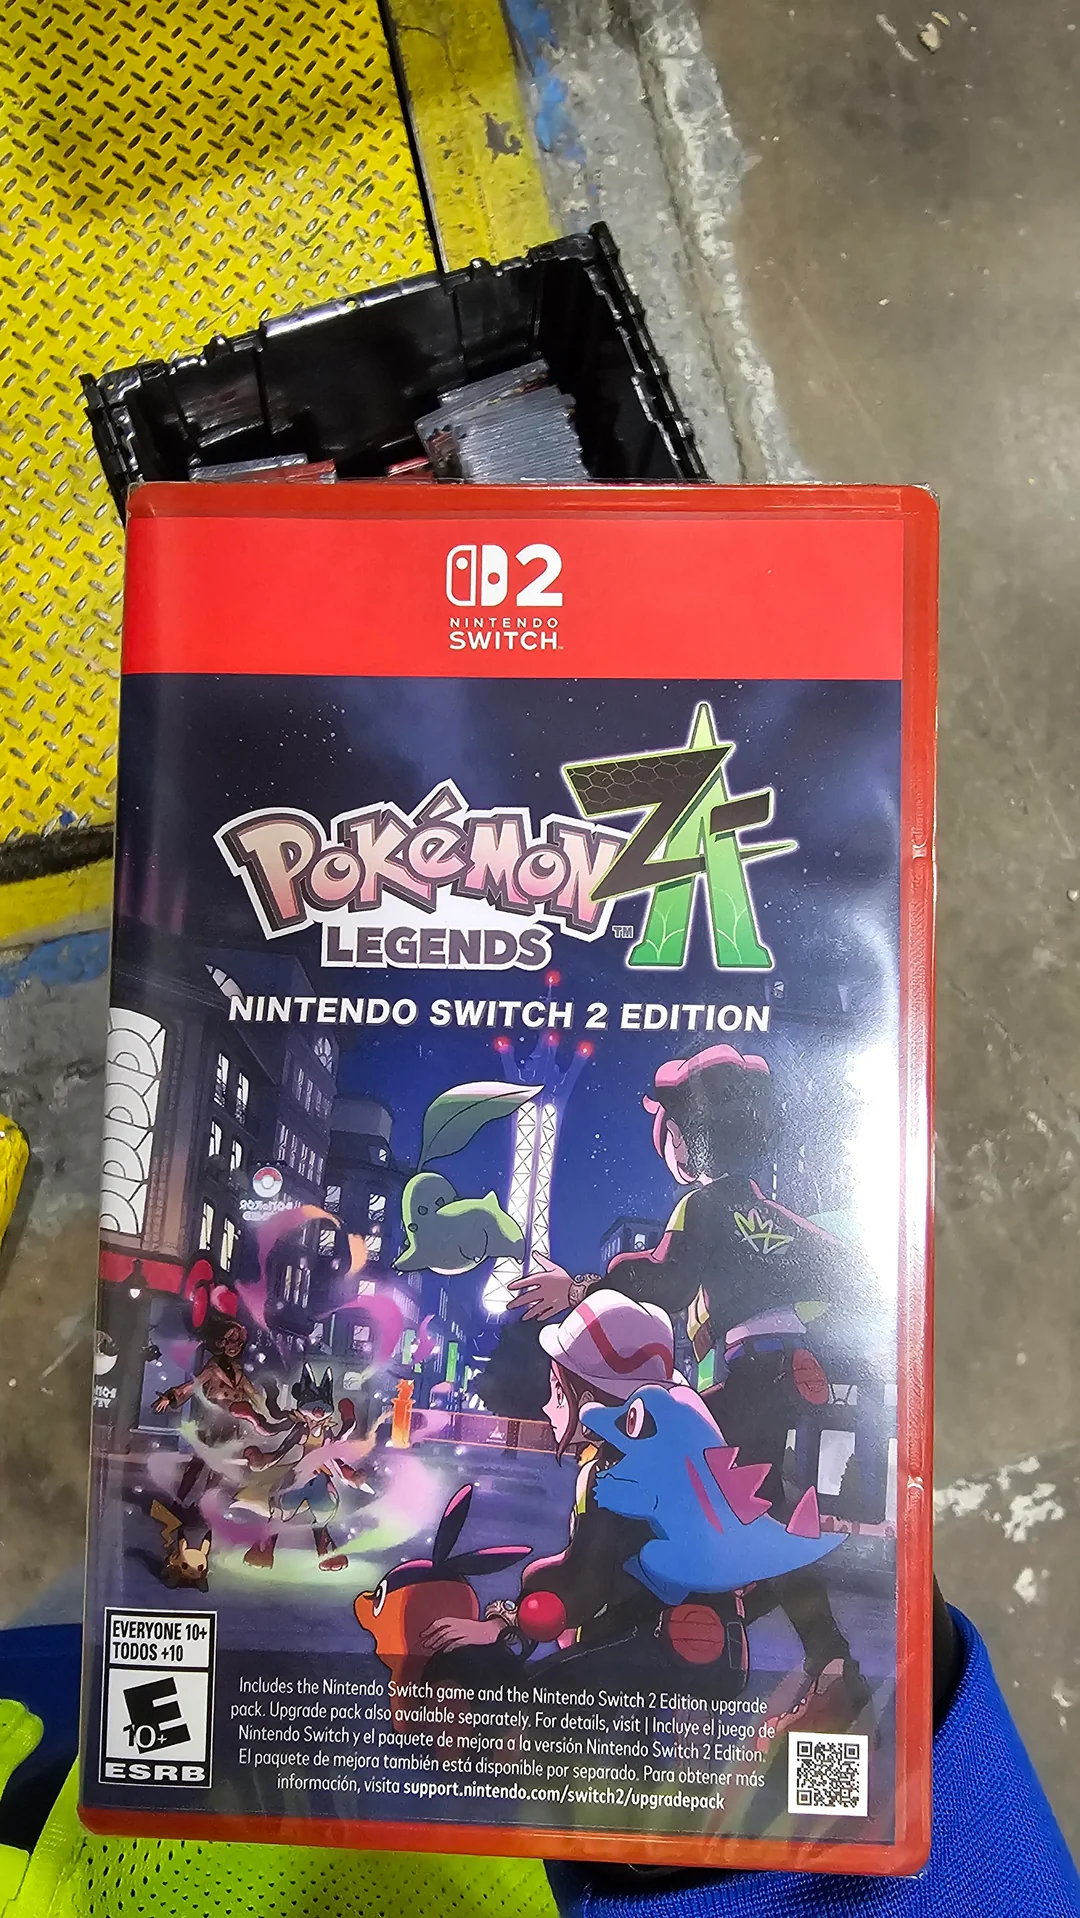 2
NINTENDO
SWITCH™
POKéMON
ZA
LEGENDS™
NINTENDO SWITCH 2 EDITION
EVERYONE 10+
TODOS +10
E
10+
ESRB
Includes the Nintendo Switch game and the Nintendo Switch 2 Edition upgrade
pack. Upgrade pack also available separately. For details, visit | Incluye el juego de
Nintendo Switch y el paquete de mejora a la versión Nintendo Switch 2 Edition.
El paquete de mejora también está disponible por separado. Para obtener más
información, visita support.nintendo.com/switch2/upgradepack